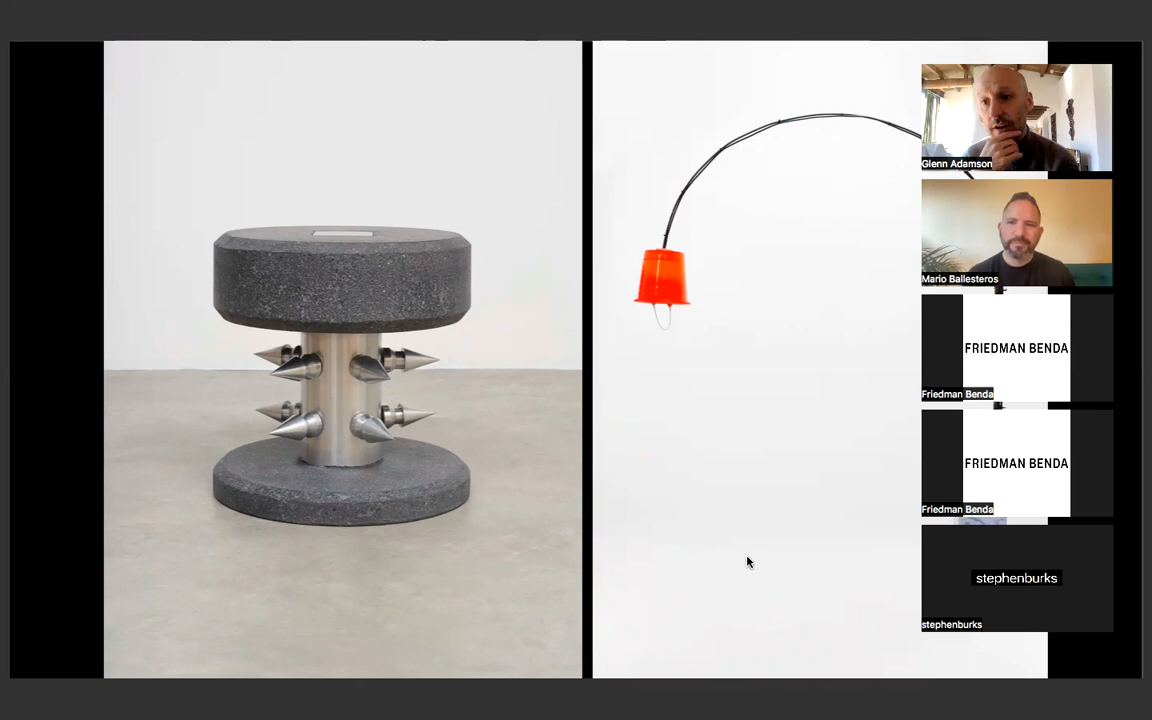 Glenn Adamson
Mario Ballesteros
FRIEDMAN BENDA
Friedman Benda
FRIEDMAN BENDA
Friedman Benda
stephenburks
stephenburks